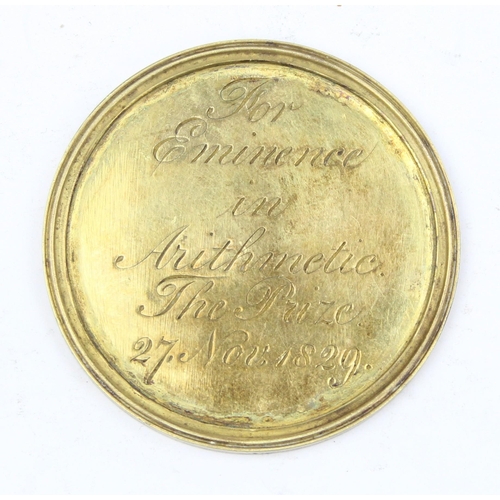 For
Eminence
in
Arithmetic.
The Prize
27. Nov. 1829.